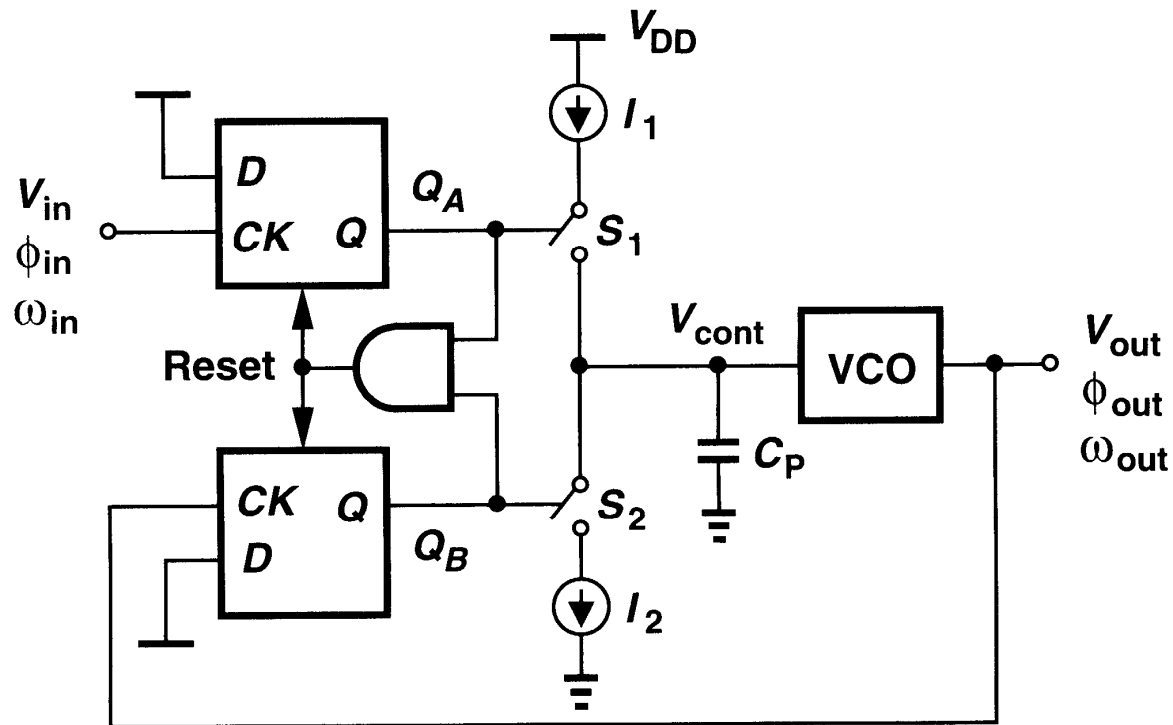 V_DD
I_1
D
CK
Q
Q_A
S_1
V_in
ϕ_in
ω_in
Reset
V_cont
VCO
V_out
ϕ_out
ω_out
C_P
CK
Q
D
Q_B
S_2
I_2